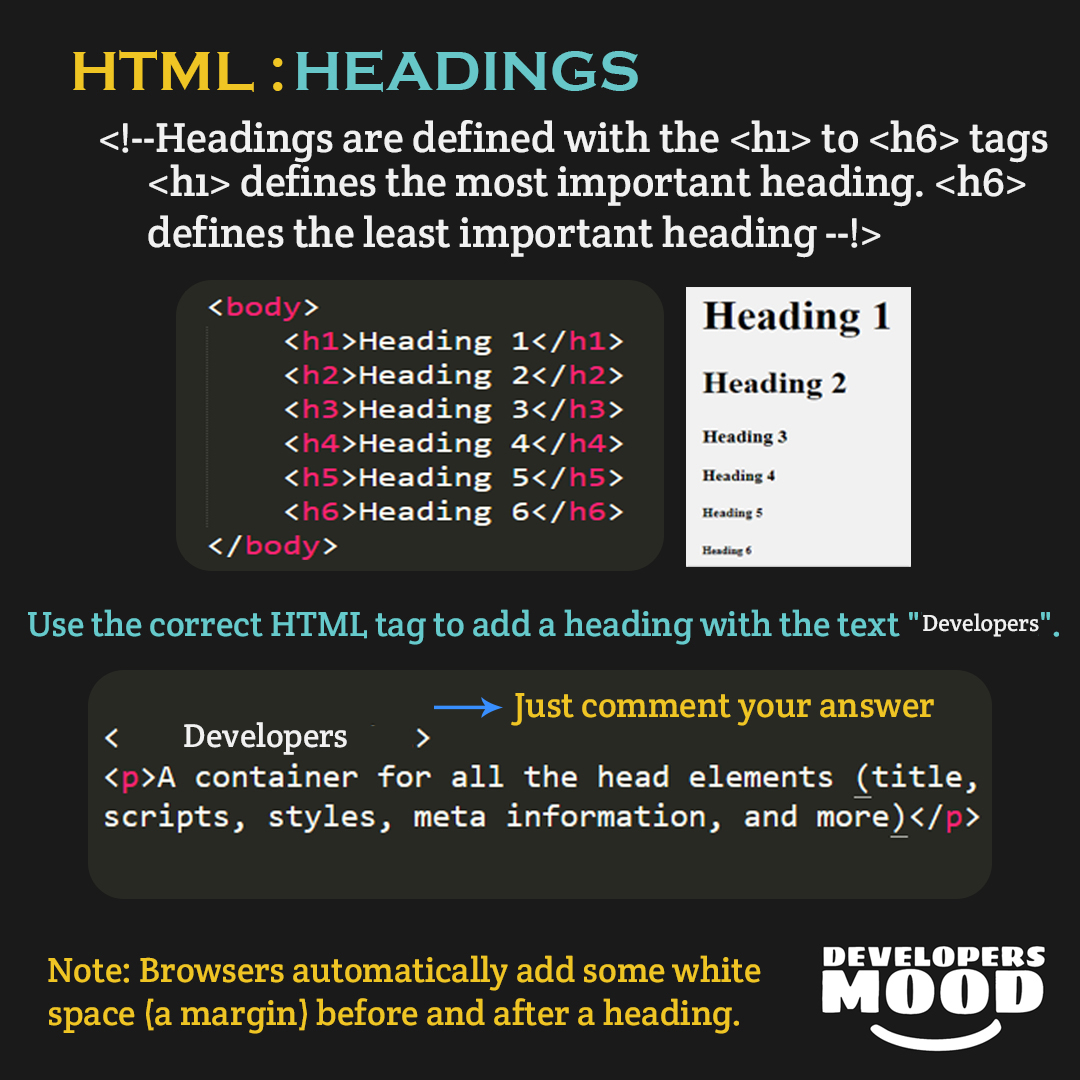 HTML : HEADINGS
<!--Headings are defined with the <h1> to <h6> tags
<h1> defines the most important heading. <h6>
defines the least important heading --!>
<body>
<h1>Heading 1</h1>
<h2>Heading 2</h2>
<h3>Heading 3</h3>
<h4>Heading 4</h4>
<h5>Heading 5</h5>
<h6>Heading 6</h6>
</body>
Heading 1
Heading 2
Heading 3
Heading 4
Heading 5
Heading 6
Use the correct HTML tag to add a heading with the text "Developers".
Just comment your answer
< Developers >
<p>A container for all the head elements (title,
scripts, styles, meta information, and more)</p>
Note: Browsers automatically add some white
space (a margin) before and after a heading.
DEVELOPERS
MOOD